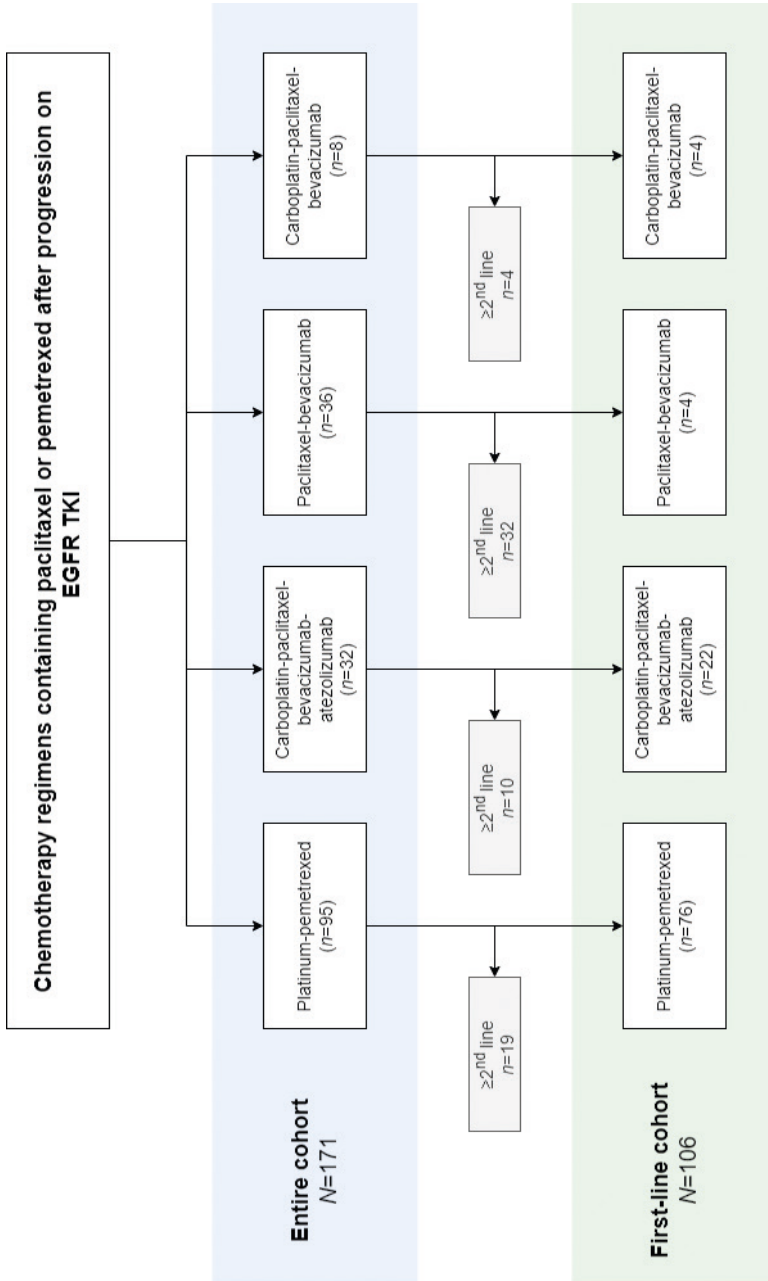 Chemotherapy regimens containing paclitaxel or pemetrexed after progression on
EGFR TKI
Entire cohort
N=171
Platinum-pemetrexed
(n=95)
Carboplatin-paclitaxel-
bevacizumab-
atezolizumab
(n=32)
Paclitaxel-bevacizumab
(n=36)
Carboplatin-paclitaxel-
bevacizumab
(n=8)
≥2nd line
n=19
≥2nd line
n=10
≥2nd line
n=32
≥2nd line
n=4
First-line cohort
N=106
Platinum-pemetrexed
(n=76)
Carboplatin-paclitaxel-
bevacizumab-
atezolizumab
(n=22)
Paclitaxel-bevacizumab
(n=4)
Carboplatin-paclitaxel-
bevacizumab
(n=4)